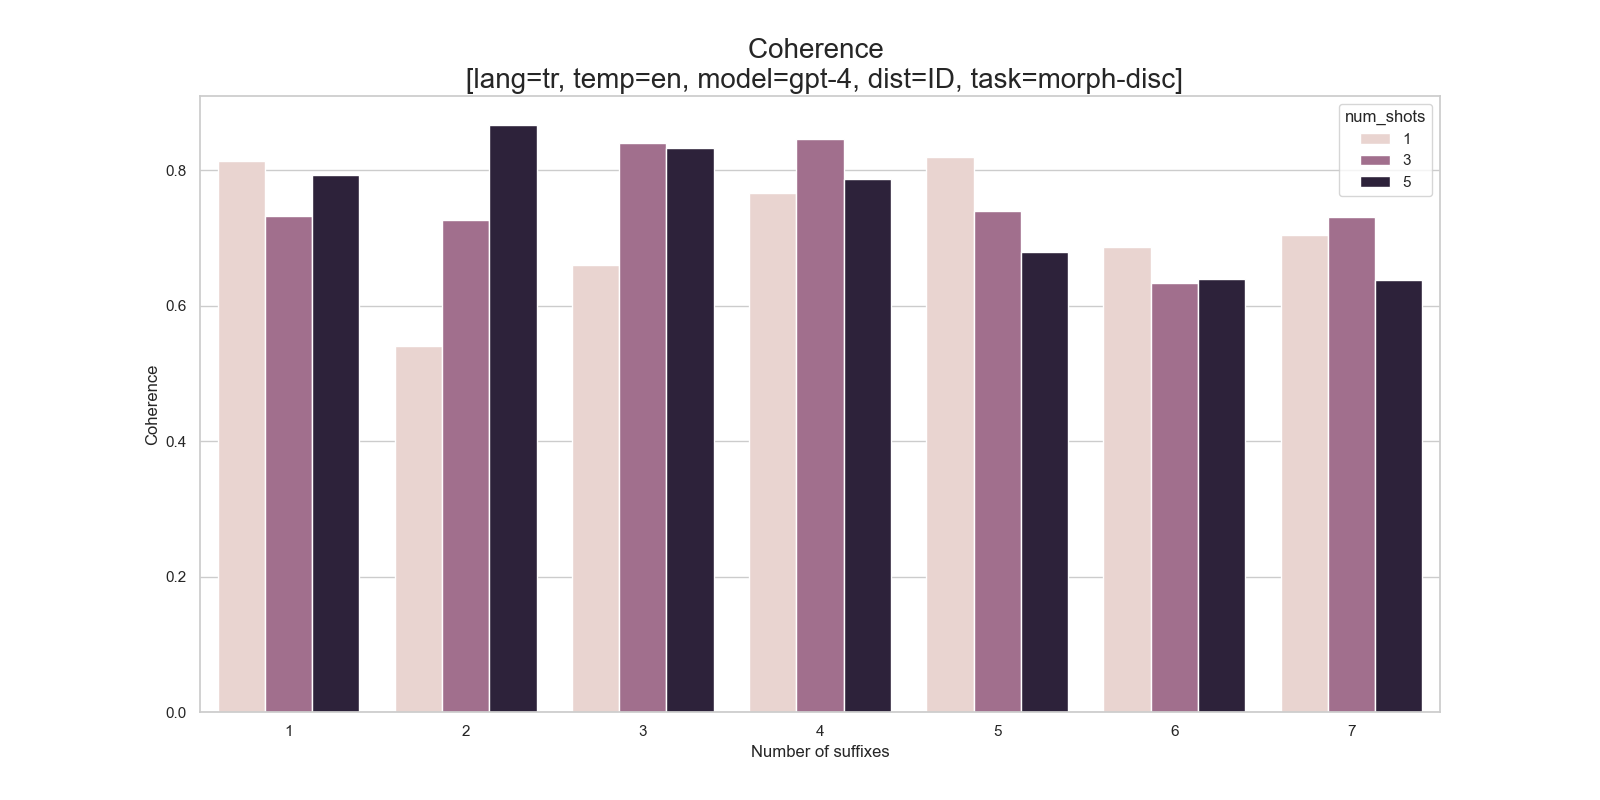 Coherence
[lang=tr, temp=en, model=gpt-4, dist=ID, task=morph-disc]
num_shots
1
3
5
0.8
0.6
0.4
0.2
0.0
Coherence
1 2 3 4 5 6 7
Number of suffixes